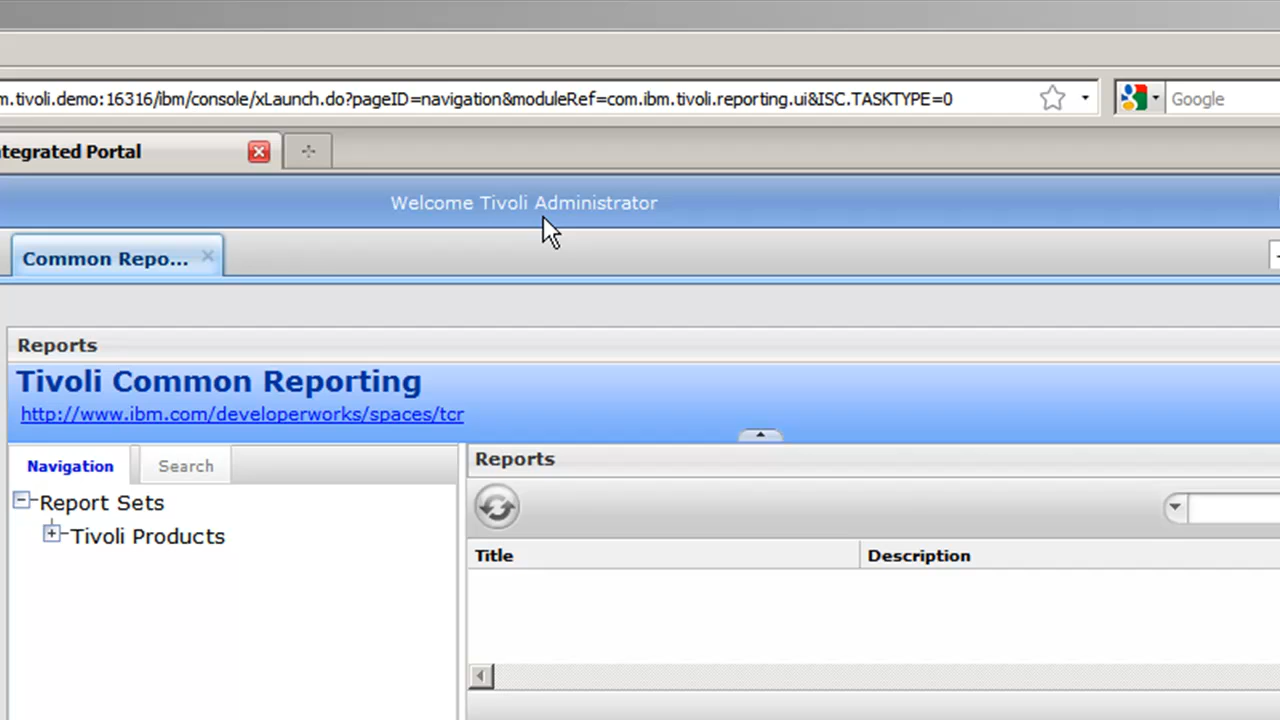 m.tivoli.demo:16316/ibm/console/xLaunch.do?pageID=navigation&moduleRef=com.ibm.tivoli.reporting.ui&ISC.TASKTYPE=0
Google
ntegrated Portal
Welcome Tivoli Administrator
Common Repo...
Reports
Tivoli Common Reporting
http://www.ibm.com/developerworks/spaces/tcr
Navigation
Search
Reports
Report Sets
Tivoli Products
Title
Description